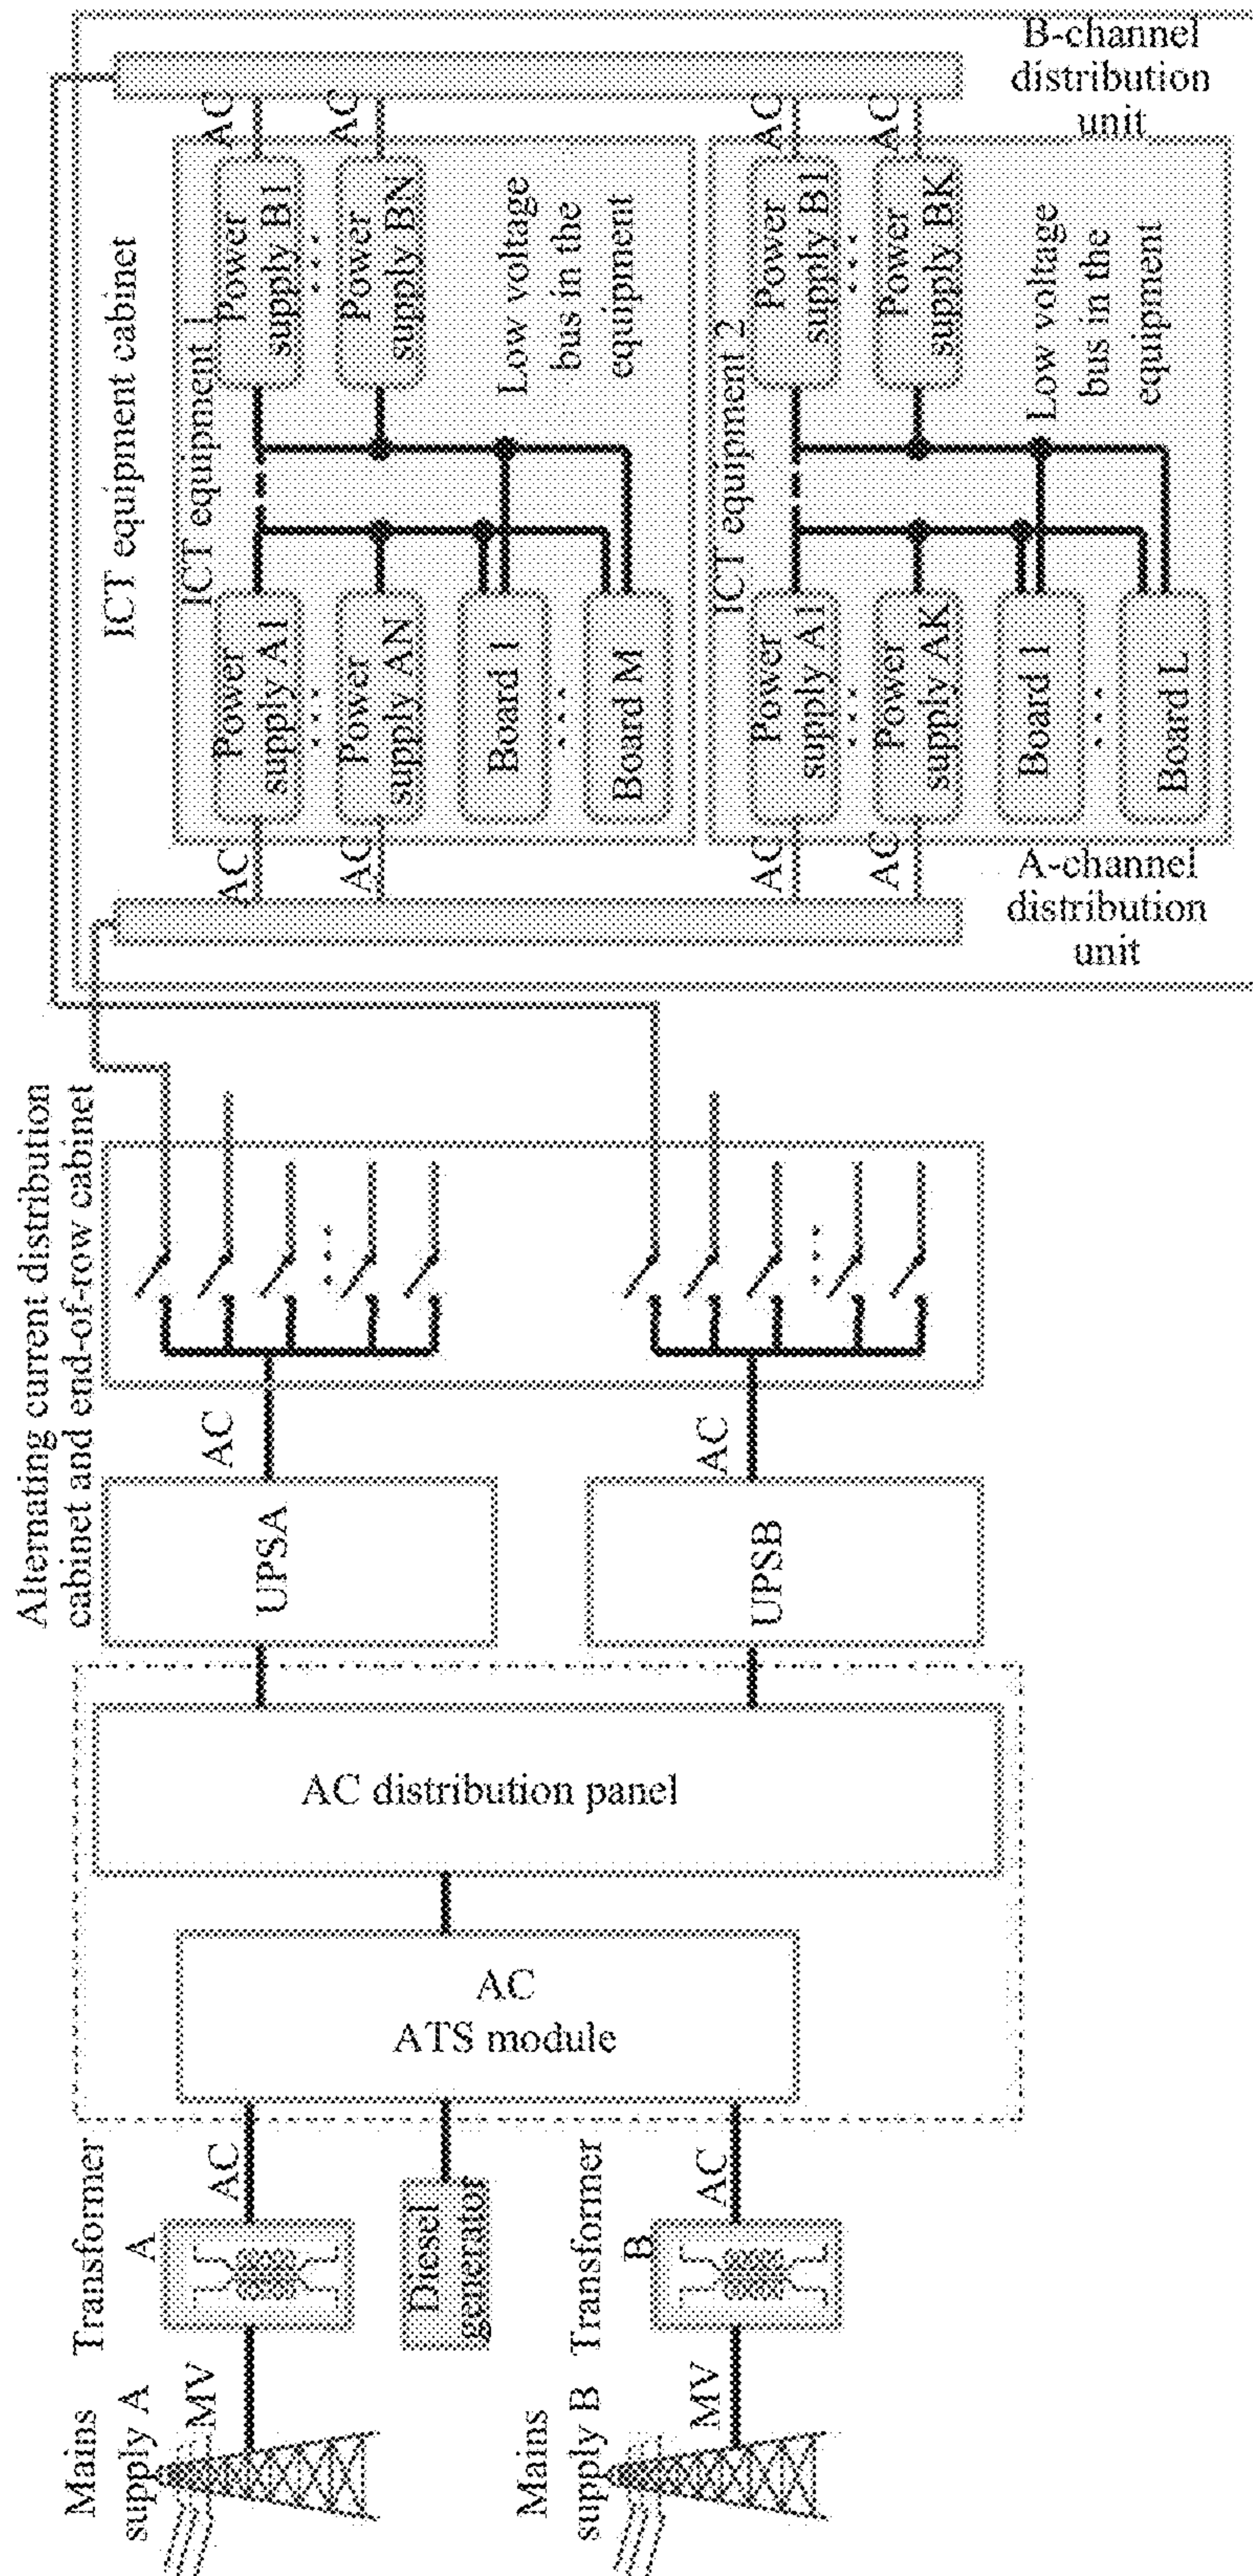 Mains
supply A
MV
Transformer
A
AC
Diesel
generator
Mains
supply B
MV
Transformer
B
AC
AC
ATS module
AC distribution panel
UPSA
AC
UPSB
AC
Alternating current distribution
cabinet and end-of-row cabinet
ICT equipment cabinet
A-channel
distribution
unit
B-channel
distribution
unit
ICT equipment 1
AC
Power
supply A1
AC
Power
supply AN
Board 1
Board M
Power
supply B1
AC
Power
supply BN
AC
Low voltage
bus in the
equipment
ICT equipment 2
AC
Power
supply A1
AC
Power
supply AK
Board 1
Board L
Power
supply B1
AC
Power
supply BK
AC
Low voltage
bus in the
equipment